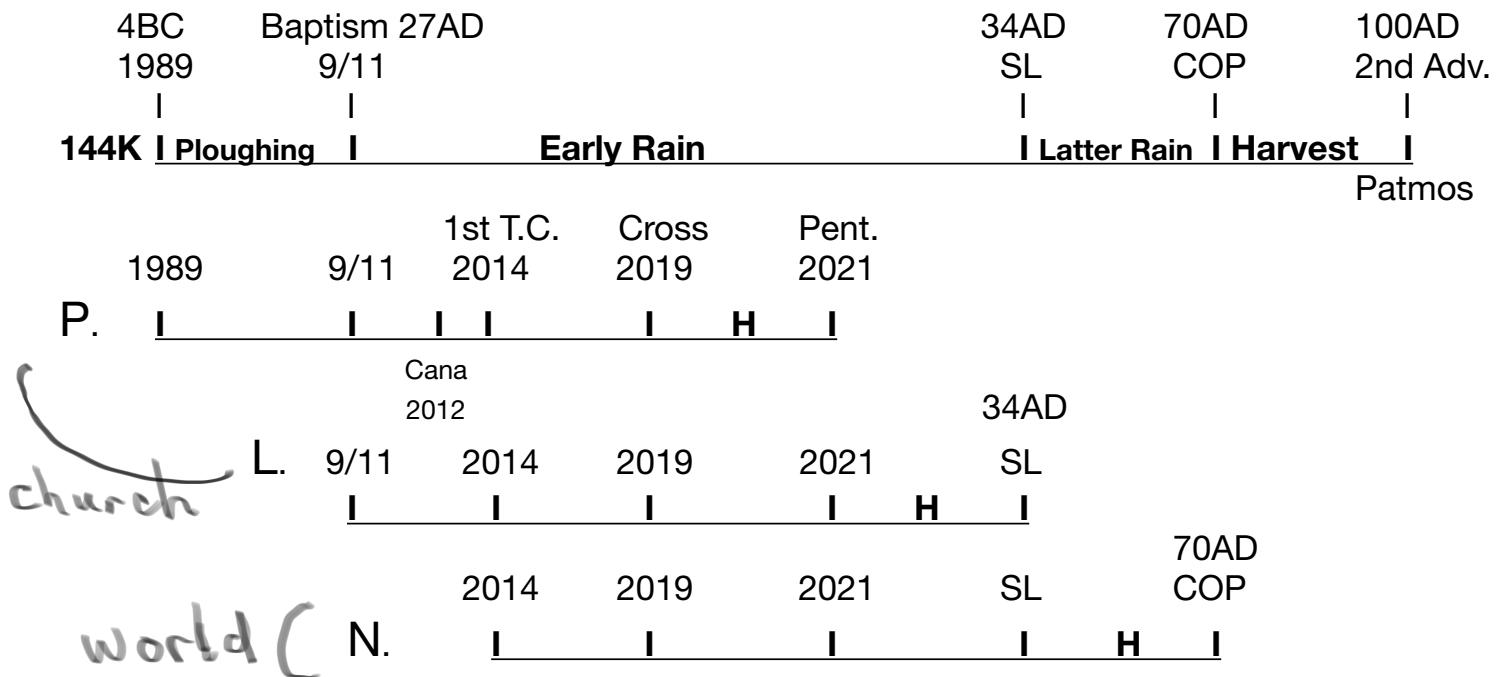 4BC Baptism 27AD 34AD 70AD 100AD
1989 9/11 SL COP 2nd Adv.
I I I I I
144K I Ploughing I Early Rain I Latter Rain I Harvest I
Patmos
1st T.C. Cross Pent.
1989 9/11 2014 2019 2021
P. I I I I I H I
Cana
2012
34AD
L. 9/11 2014 2019 2021 SL
church
I I I I H I
70AD
2014 2019 2021 SL COP
world ( N. I I I I H I